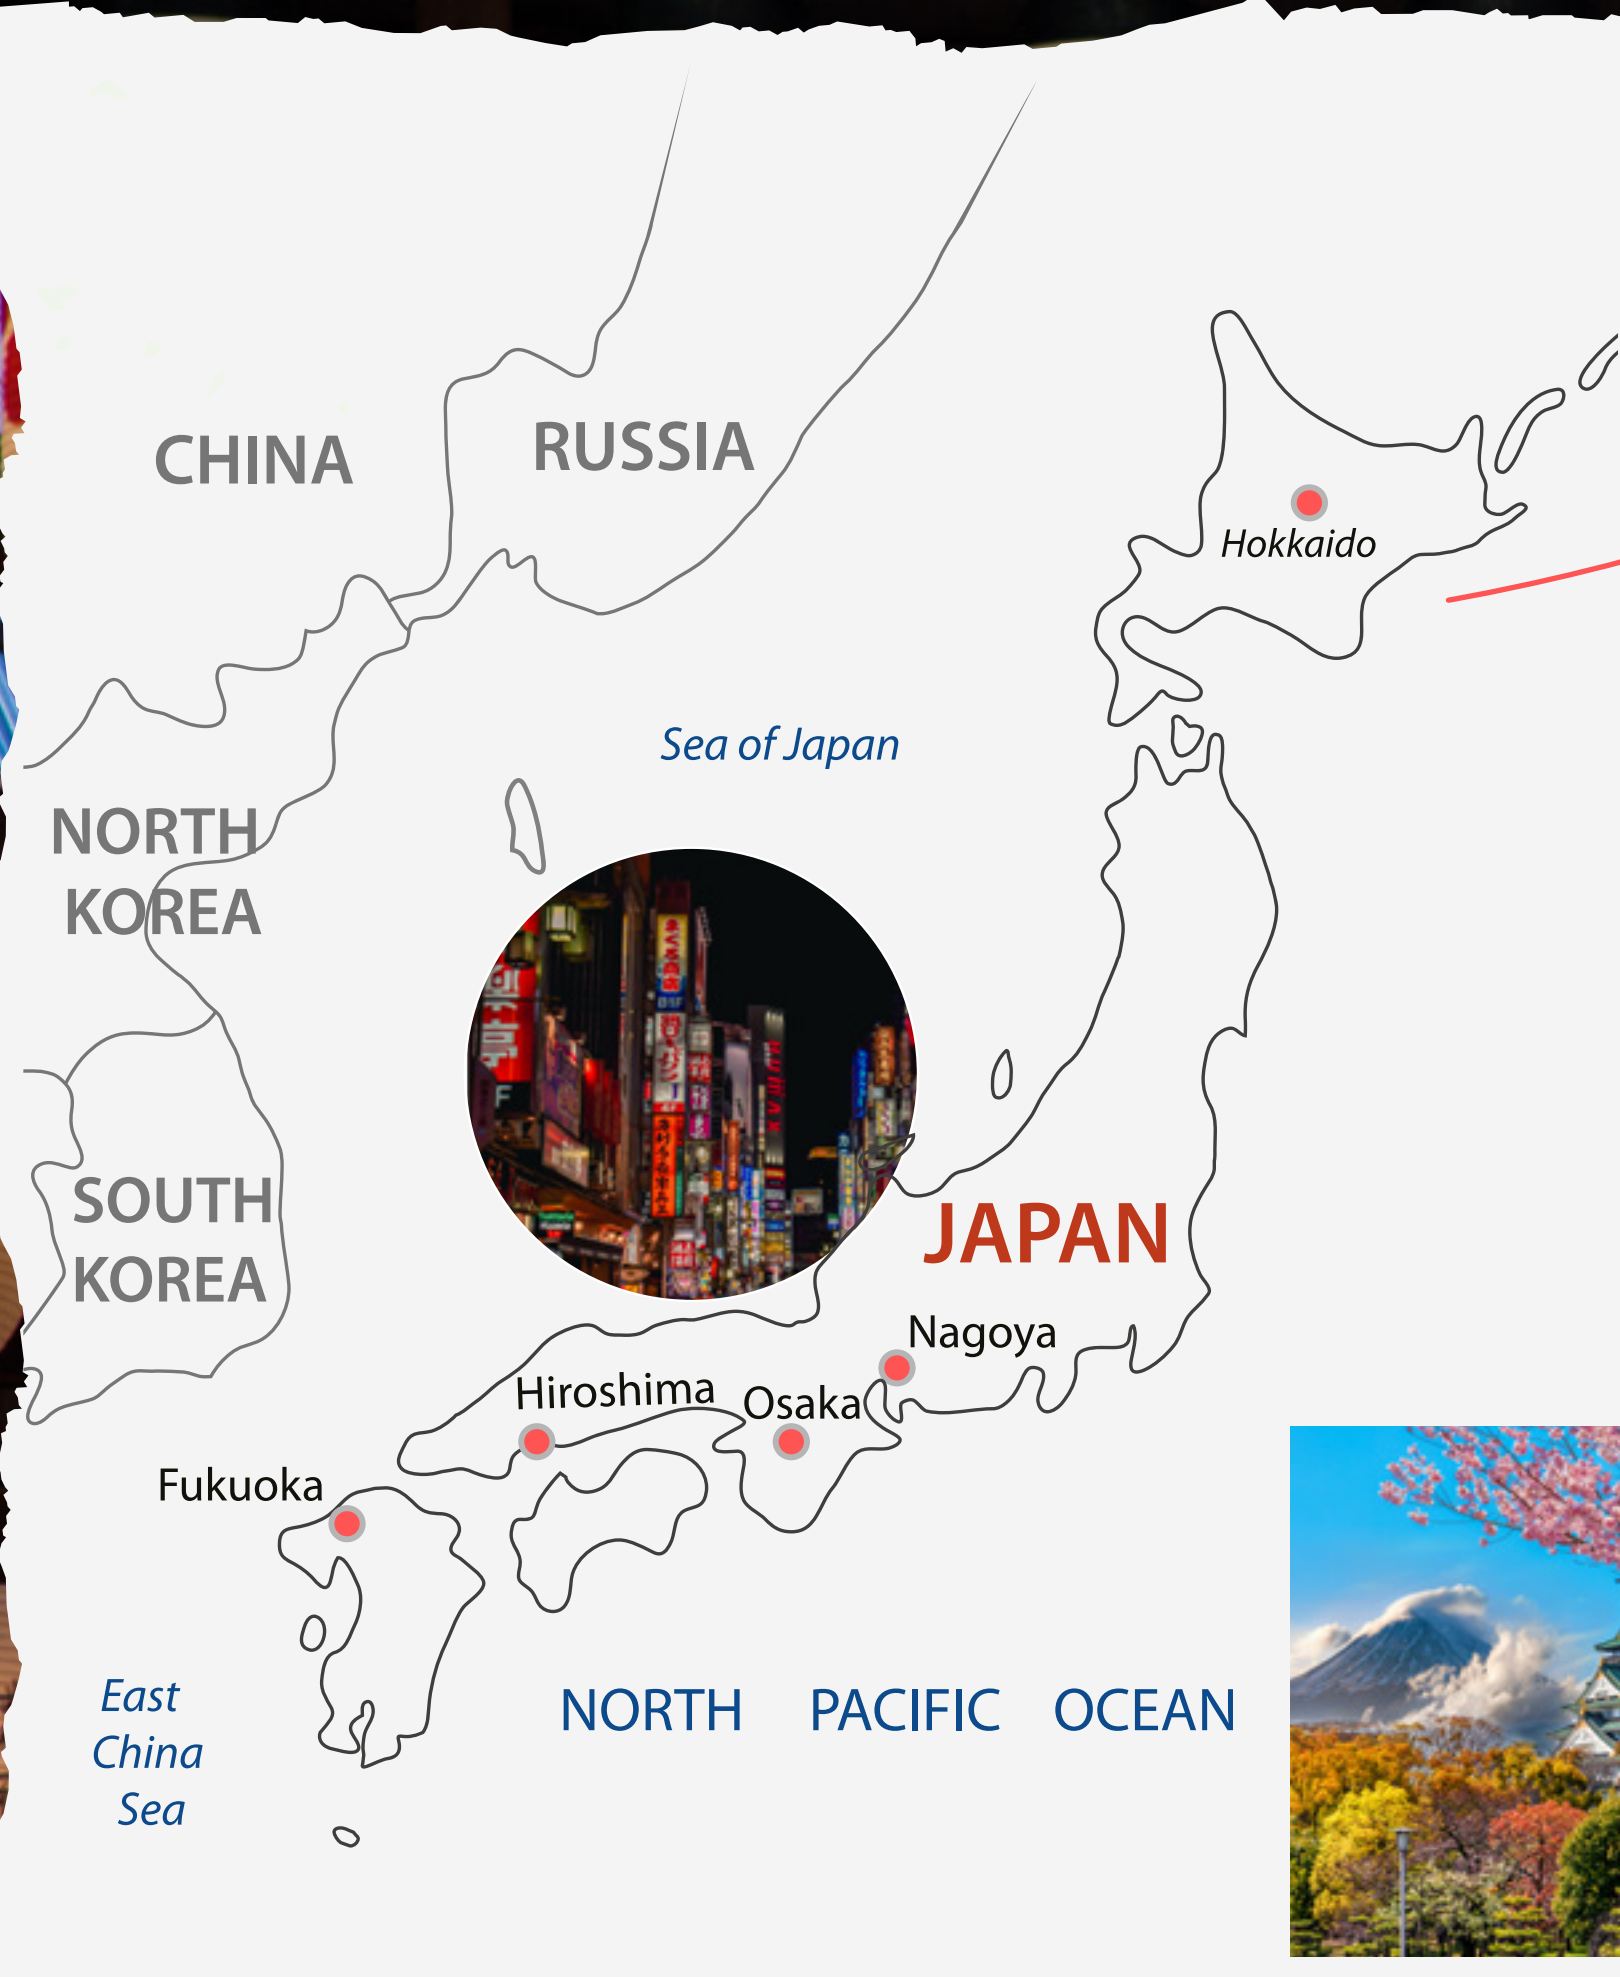 CHINA
RUSSIA
Hokkaido
Sea of Japan
NORTH
KOREA
SOUTH
KOREA
JAPAN
Nagoya
Hiroshima
Osaka
Fukuoka
East
China
Sea
NORTH PACIFIC OCEAN